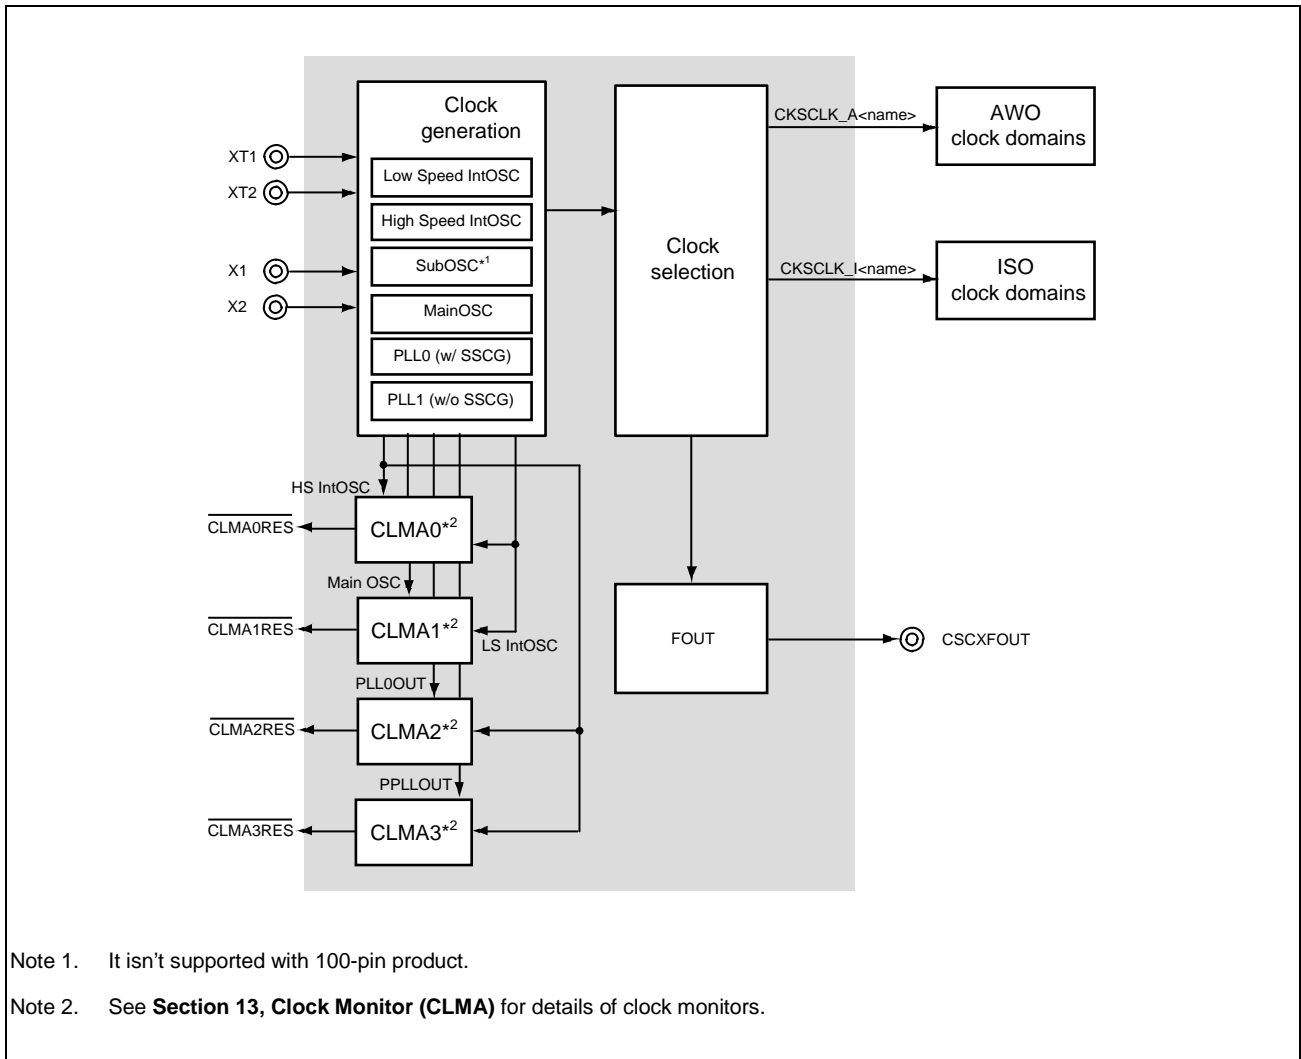 Clock
generation
Low Speed IntOSC
High Speed IntOSC
SubOSC*1
MainOSC
PLL0 (w/ SSCG)
PLL1 (w/o SSCG)
XT1
XT2
X1
X2
Clock
selection
CKSCLK_A<name>
AWO
clock domains
CKSCLK_I<name>
ISO
clock domains
HS IntOSC
CLMA0RES
CLMA0*2
Main OSC
CLMA1RES
CLMA1*2
LS IntOSC
PLL0OUT
CLMA2RES
CLMA2*2
PPLLOUT
CLMA3RES
CLMA3*2
FOUT
CSCXFOUT
Note 1. It isn't supported with 100-pin product.
Note 2. See Section 13, Clock Monitor (CLMA) for details of clock monitors.